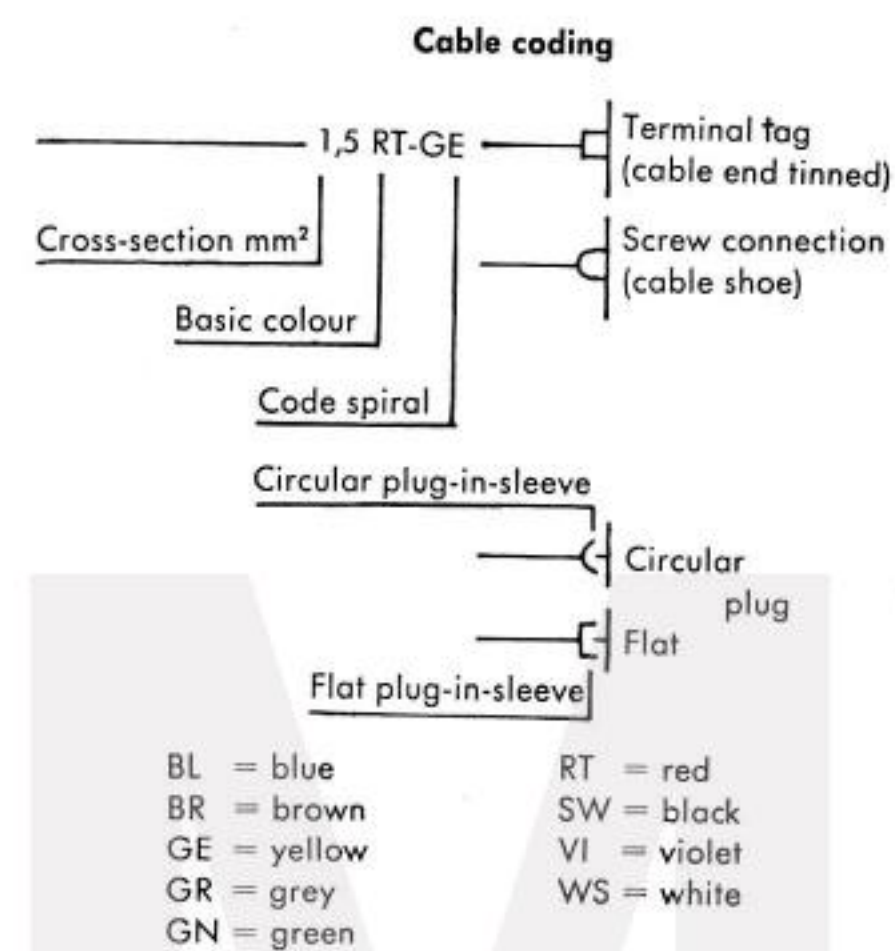 Cable coding
1,5 RT-GE
Terminal tag
(cable end tinned)
Cross-section mm²
Screw connection
(cable shoe)
Basic colour
Code spiral
Circular plug-in-sleeve
Circular
plug
Flat
Flat plug-in-sleeve
BL = blue
BR = brown
GE = yellow
GR = grey
GN = green
RT = red
SW = black
VI = violet
WS = white